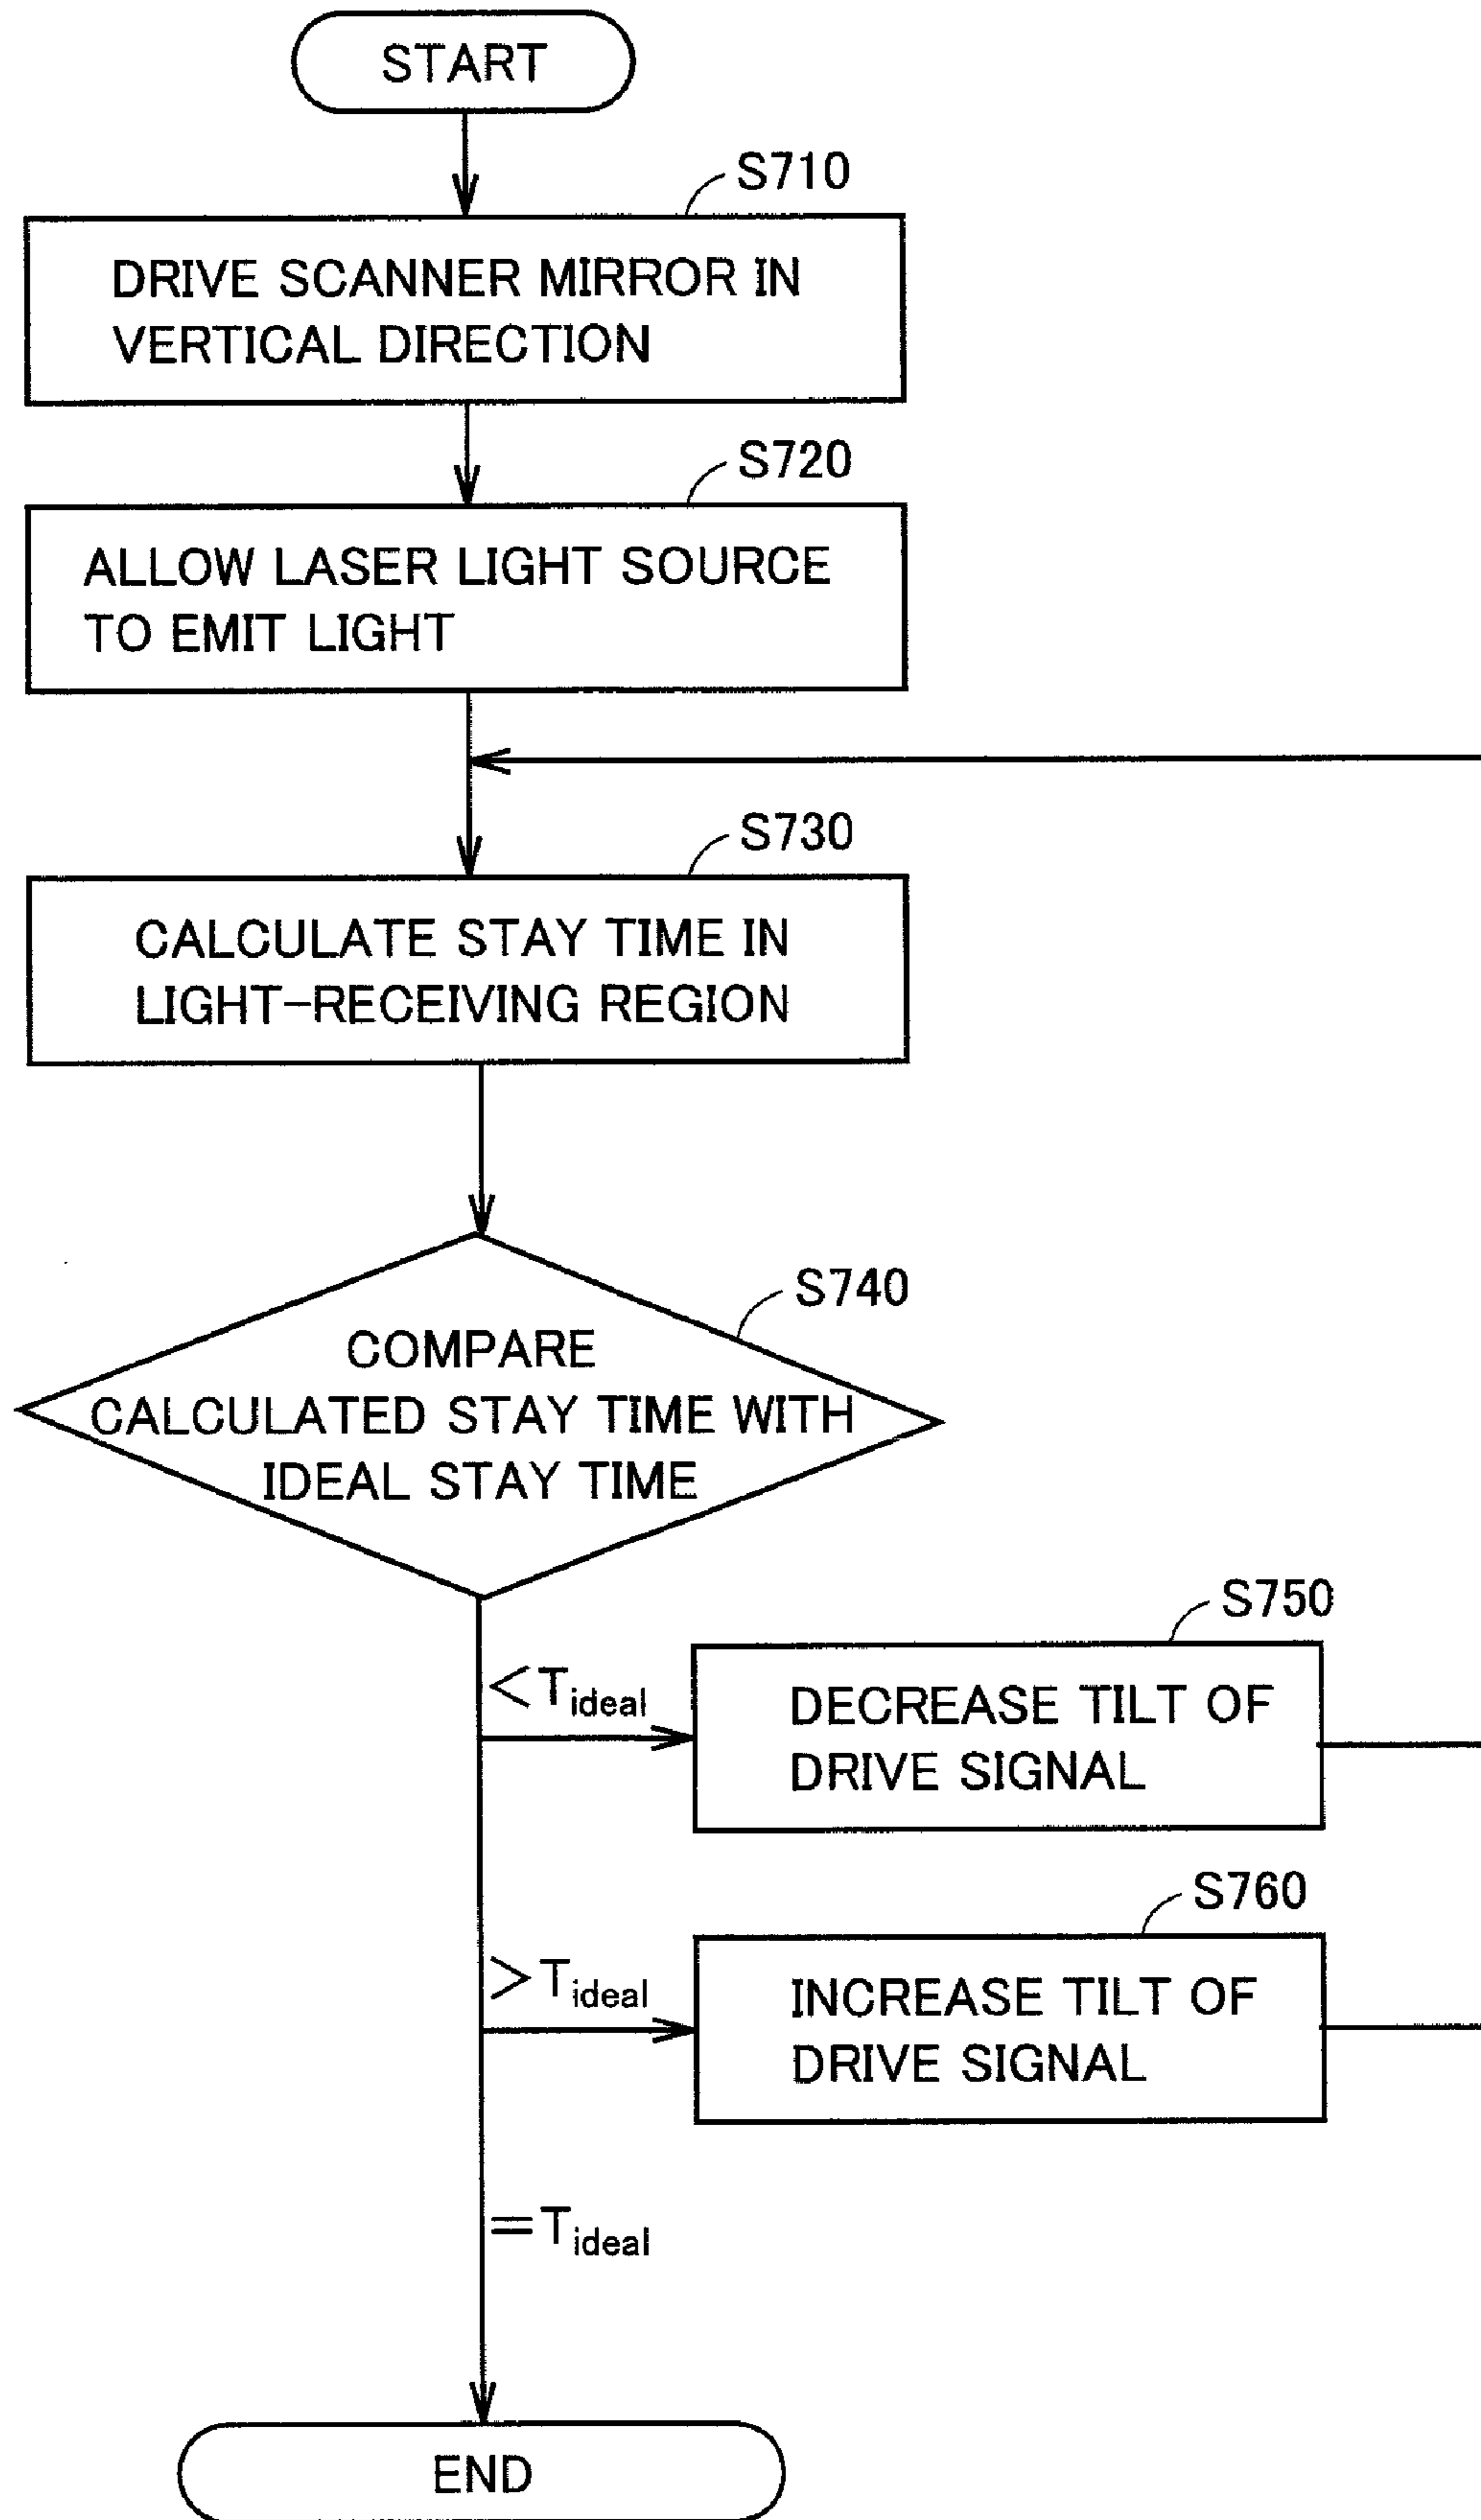 START
S710
DRIVE SCANNER MIRROR IN
VERTICAL DIRECTION
S720
ALLOW LASER LIGHT SOURCE
TO EMIT LIGHT
S730
CALCULATE STAY TIME IN
LIGHT-RECEIVING REGION
S740
COMPARE
CALCULATED STAY TIME WITH
IDEAL STAY TIME
S750
<Tideal
DECREASE TILT OF
DRIVE SIGNAL
S760
>Tideal
INCREASE TILT OF
DRIVE SIGNAL
=Tideal
END